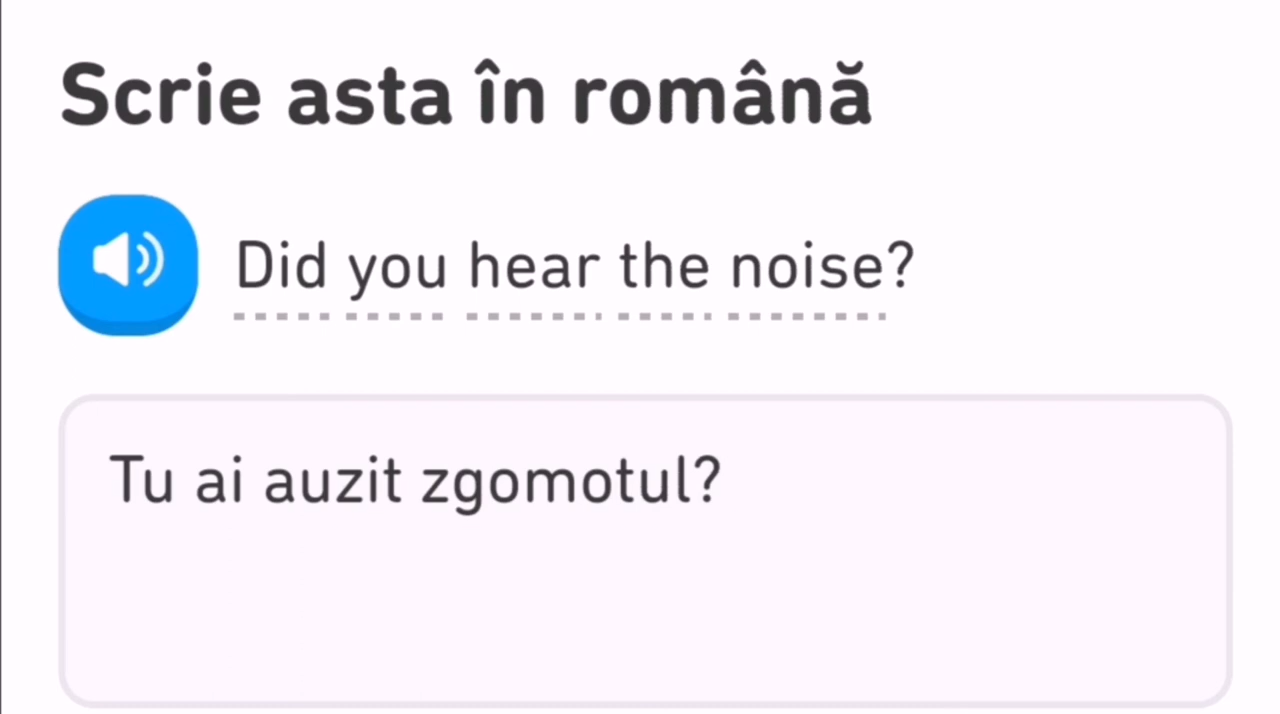 Scrie asta în română
Did you hear the noise?
Tu ai auzit zgomotul?